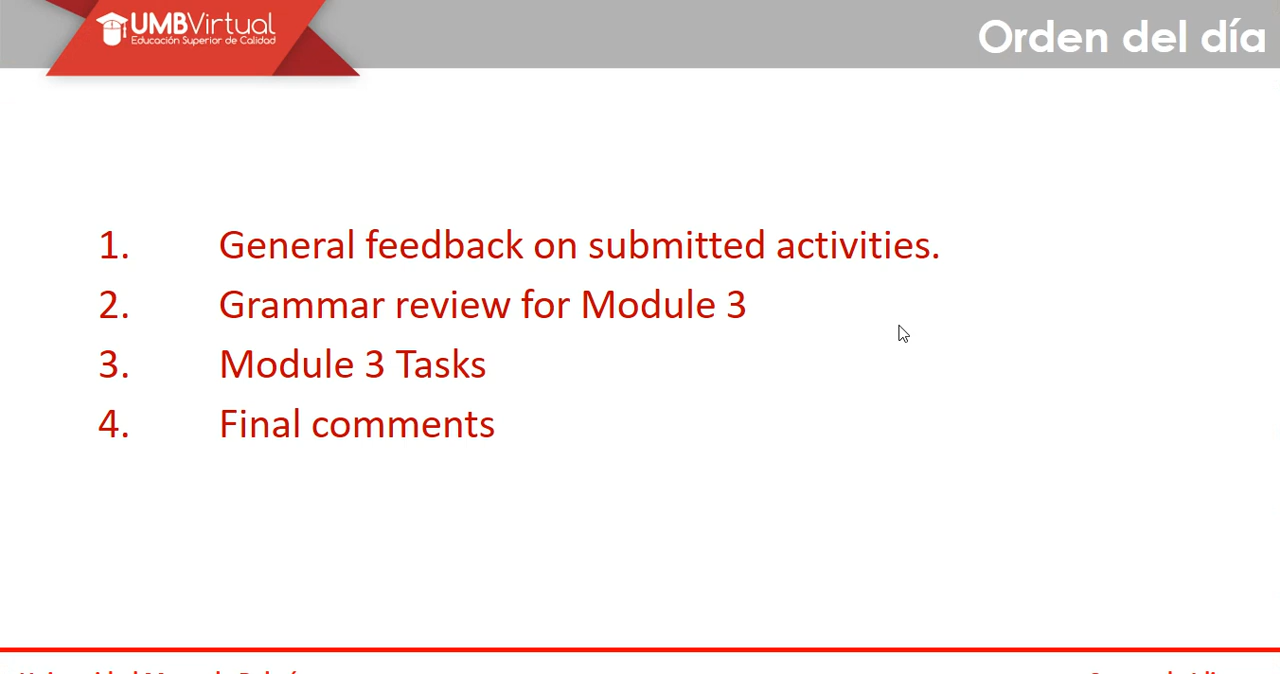 UMBVirtual
Educación Superior de Calidad
Orden del día
1. General feedback on submitted activities.
2. Grammar review for Module 3
3. Module 3 Tasks
4. Final comments